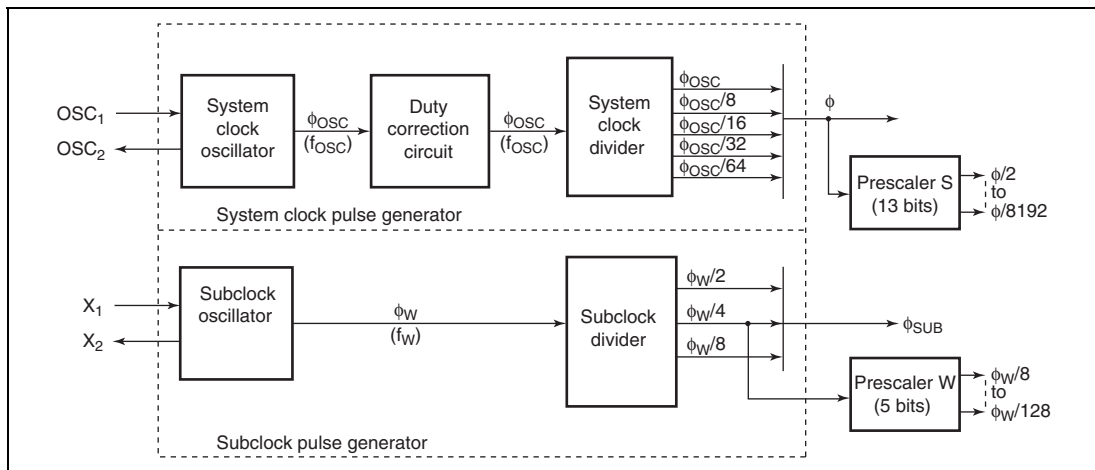 OSC₁
OSC₂
System
clock
oscillator
ϕOSC
(fOSC)
Duty
correction
circuit
ϕOSC
(fOSC)
System
clock
divider
ϕOSC
ϕOSC/8
ϕOSC/16
ϕOSC/32
ϕOSC/64
ϕ
Prescaler S
(13 bits)
ϕ/2
to
ϕ/8192
System clock pulse generator
X₁
X₂
Subclock
oscillator
ϕW
(fW)
Subclock
divider
ϕW/2
ϕW/4
ϕW/8
ϕSUB
Prescaler W
(5 bits)
ϕW/8
to
ϕW/128
Subclock pulse generator